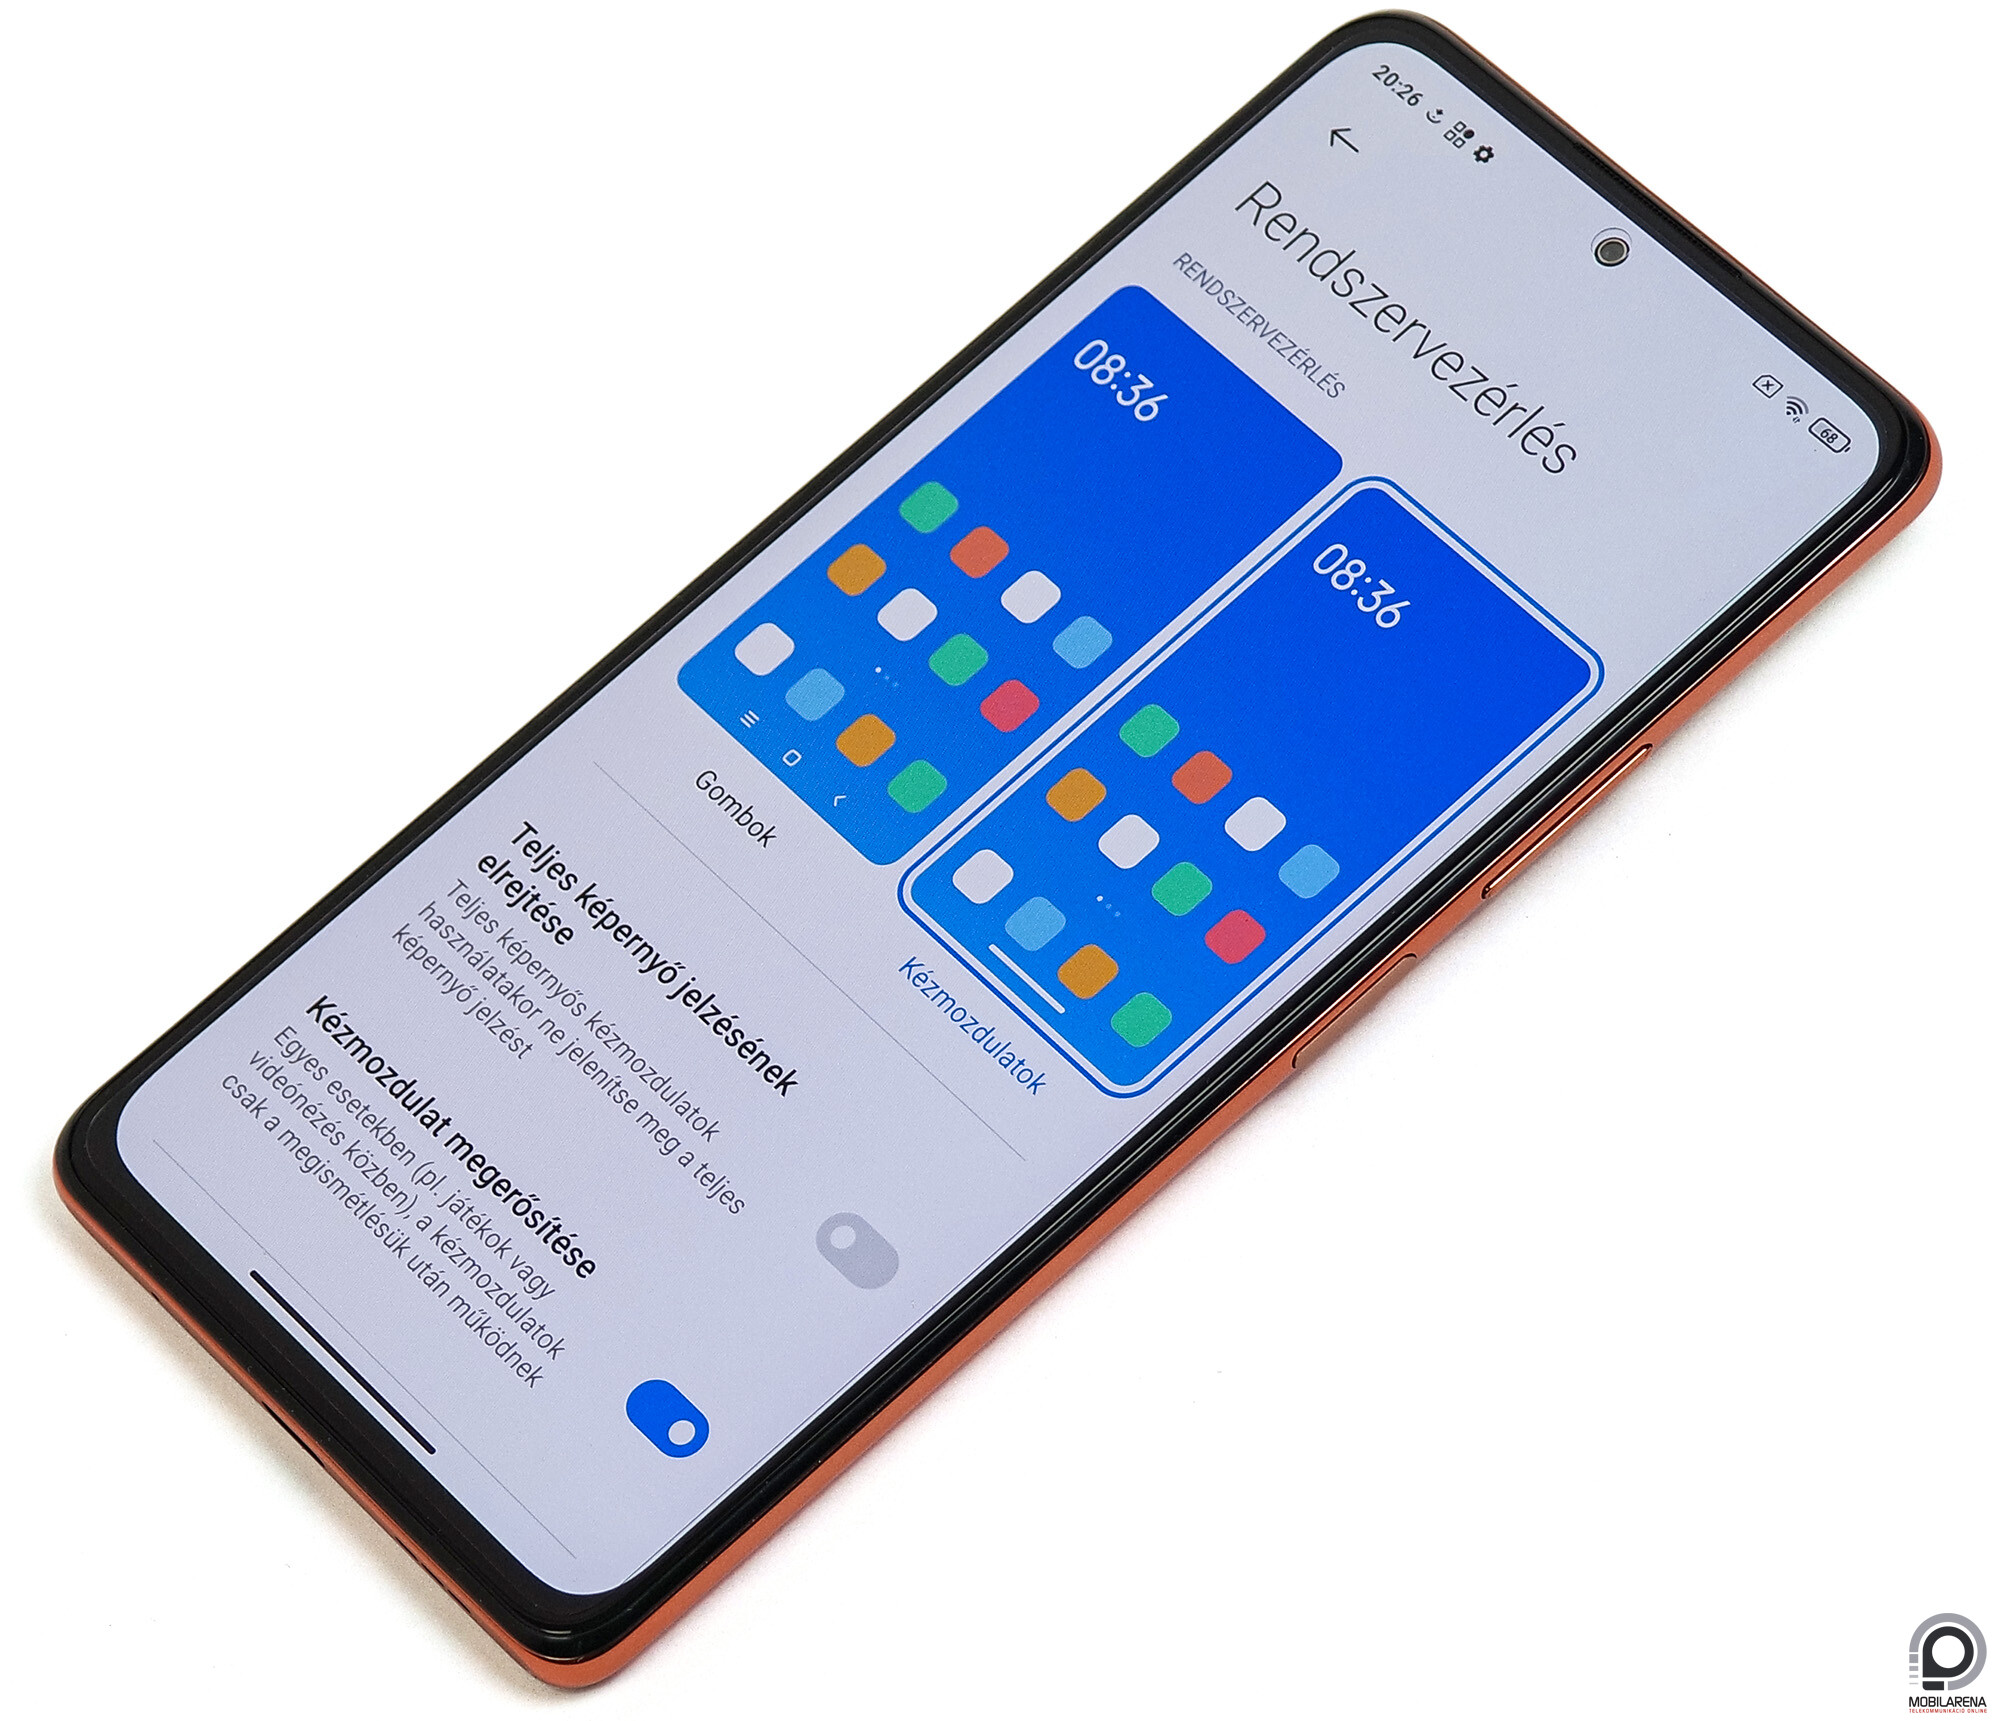 20:26
68
Rendszervezérlés
RENDSZERVEZÉRLÉS
08:36
08:36
Gombok
Kézmozdulatok
Teljes képernyő jelzésének
elrejtése
Teljes képernyős kézmozdulatok
használatakor ne jelenítse meg a teljes
képernyő jelzést
Kézmozdulat megerősítése
Egyes esetekben (pl. játékok vagy
videónézés közben), a kézmozdulatok
csak a megismétlésük után működnek
MOBILARENA
TELEKOMMUNIKÁCIÓ ONLINE